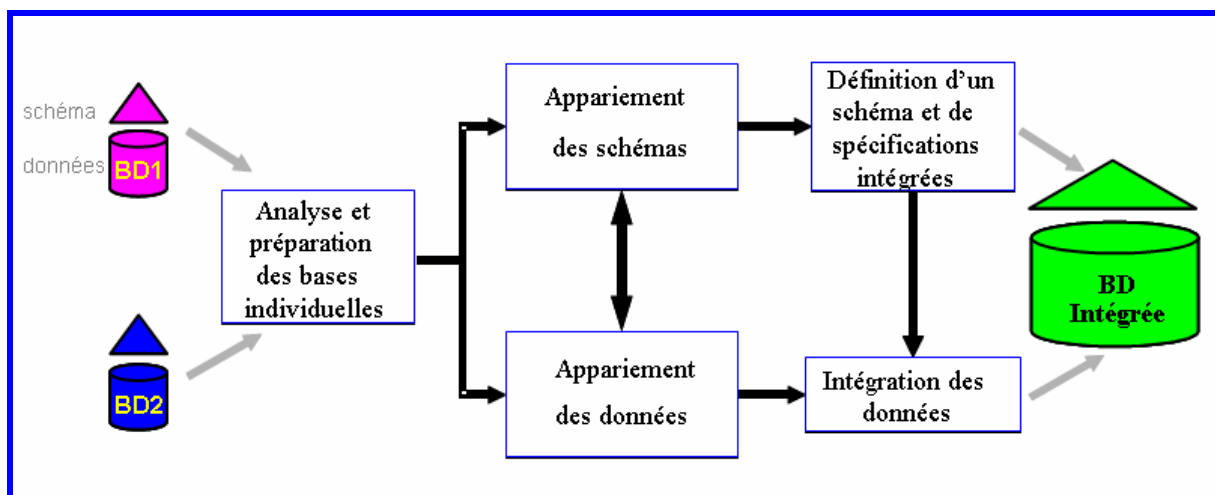 schéma
données
BD1
BD2
Analyse et
préparation
des bases
individuelles
Appariement
des schémas
Appariement
des données
Définition d'un
schéma et de
spécifications
intégrées
Intégration des
données
BD
Intégrée